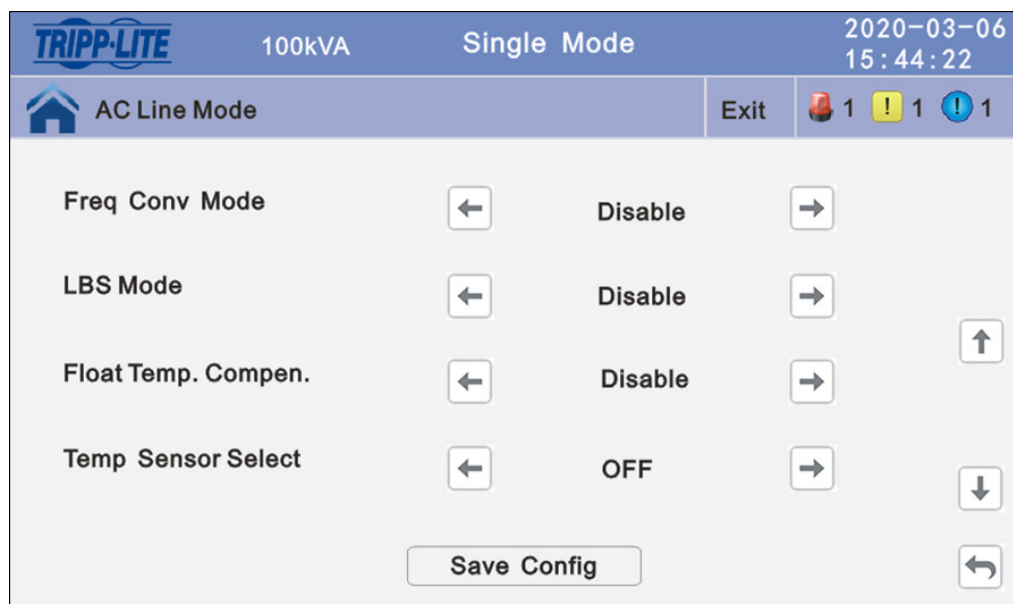 TRIPP·LITE 100kVA Single Mode 2020-03-06
15:44:22
AC Line Mode Exit 1 ! 1 ! 1
Freq Conv Mode Disable
LBS Mode Disable
Float Temp. Compen. Disable
Temp Sensor Select OFF
Save Config